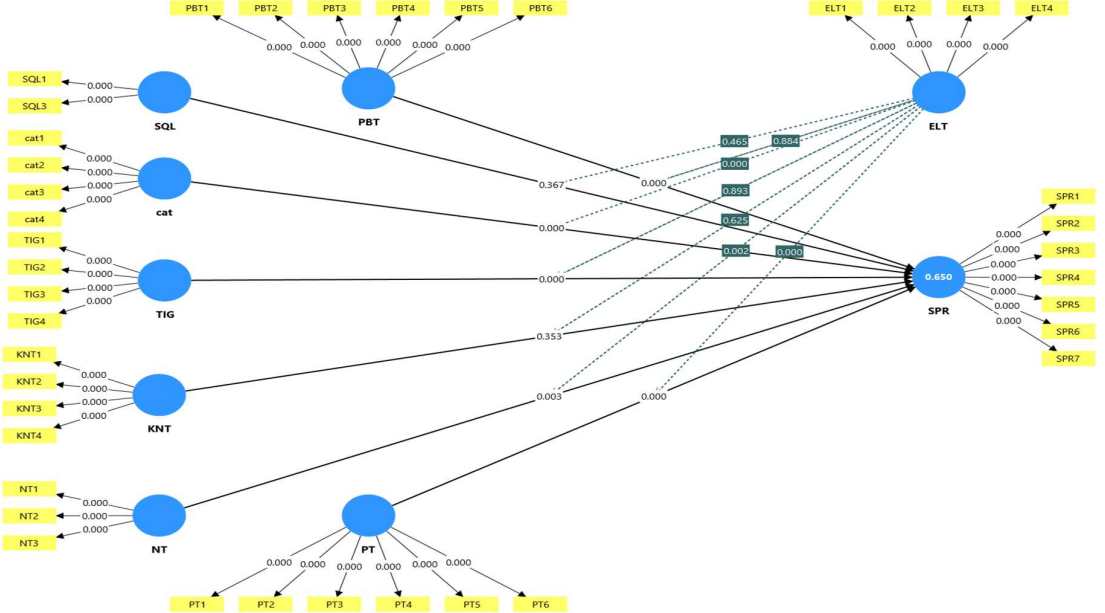 PBT1 PBT2 PBT3 PBT4 PBT5 PBT6 ELT1 ELT2 ELT3 ELT4
0.000 0.000 0.000 0.000 0.000 0.000 0.000 0.000 0.000 0.000
SQL1
SQL3
0.000
0.000
SQL
PBT
ELT
cat1
cat2
cat3
cat4
0.000
0.000
0.000
0.000
cat
0.465
0.884
0.000
0.893
0.625
0.002
0.000
0.367
0.000
0.000
TIG1
TIG2
TIG3
TIG4
0.000
0.000
0.000
0.000
TIG
0.000
SPR1
SPR2
SPR3
SPR4
SPR5
SPR6
SPR7
0.000
0.000
0.000
0.000
0.000
0.000
0.000
0.650
SPR
KNT1
KNT2
KNT3
KNT4
0.000
0.000
0.000
0.000
KNT
0.353
0.003
0.000
NT1
NT2
NT3
0.000
0.000
0.000
NT
PT
0.000 0.000 0.000 0.000 0.000 0.000
PT1 PT2 PT3 PT4 PT5 PT6